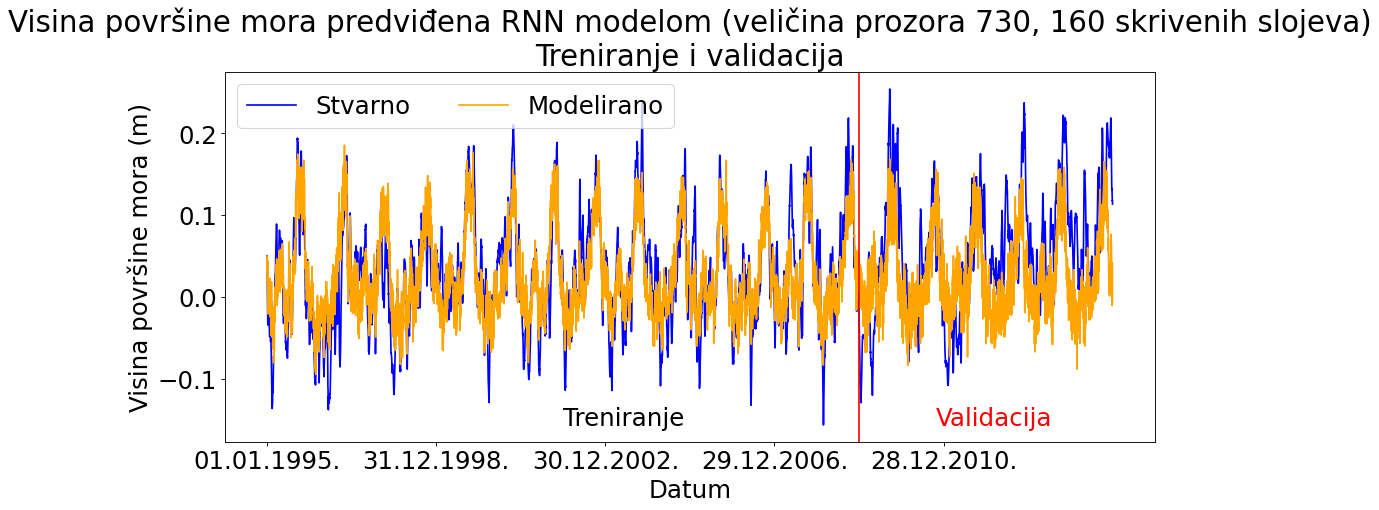 Visina površine mora predviđena RNN modelom (veličina prozora 730, 160 skrivenih slojeva)
Treniranje i validacija
Stvarno
Modelirano
Visina površine mora (m)
0.2
0.1
0.0
−0.1
Treniranje
Validacija
01.01.1995.
31.12.1998.
30.12.2002.
29.12.2006.
28.12.2010.
Datum